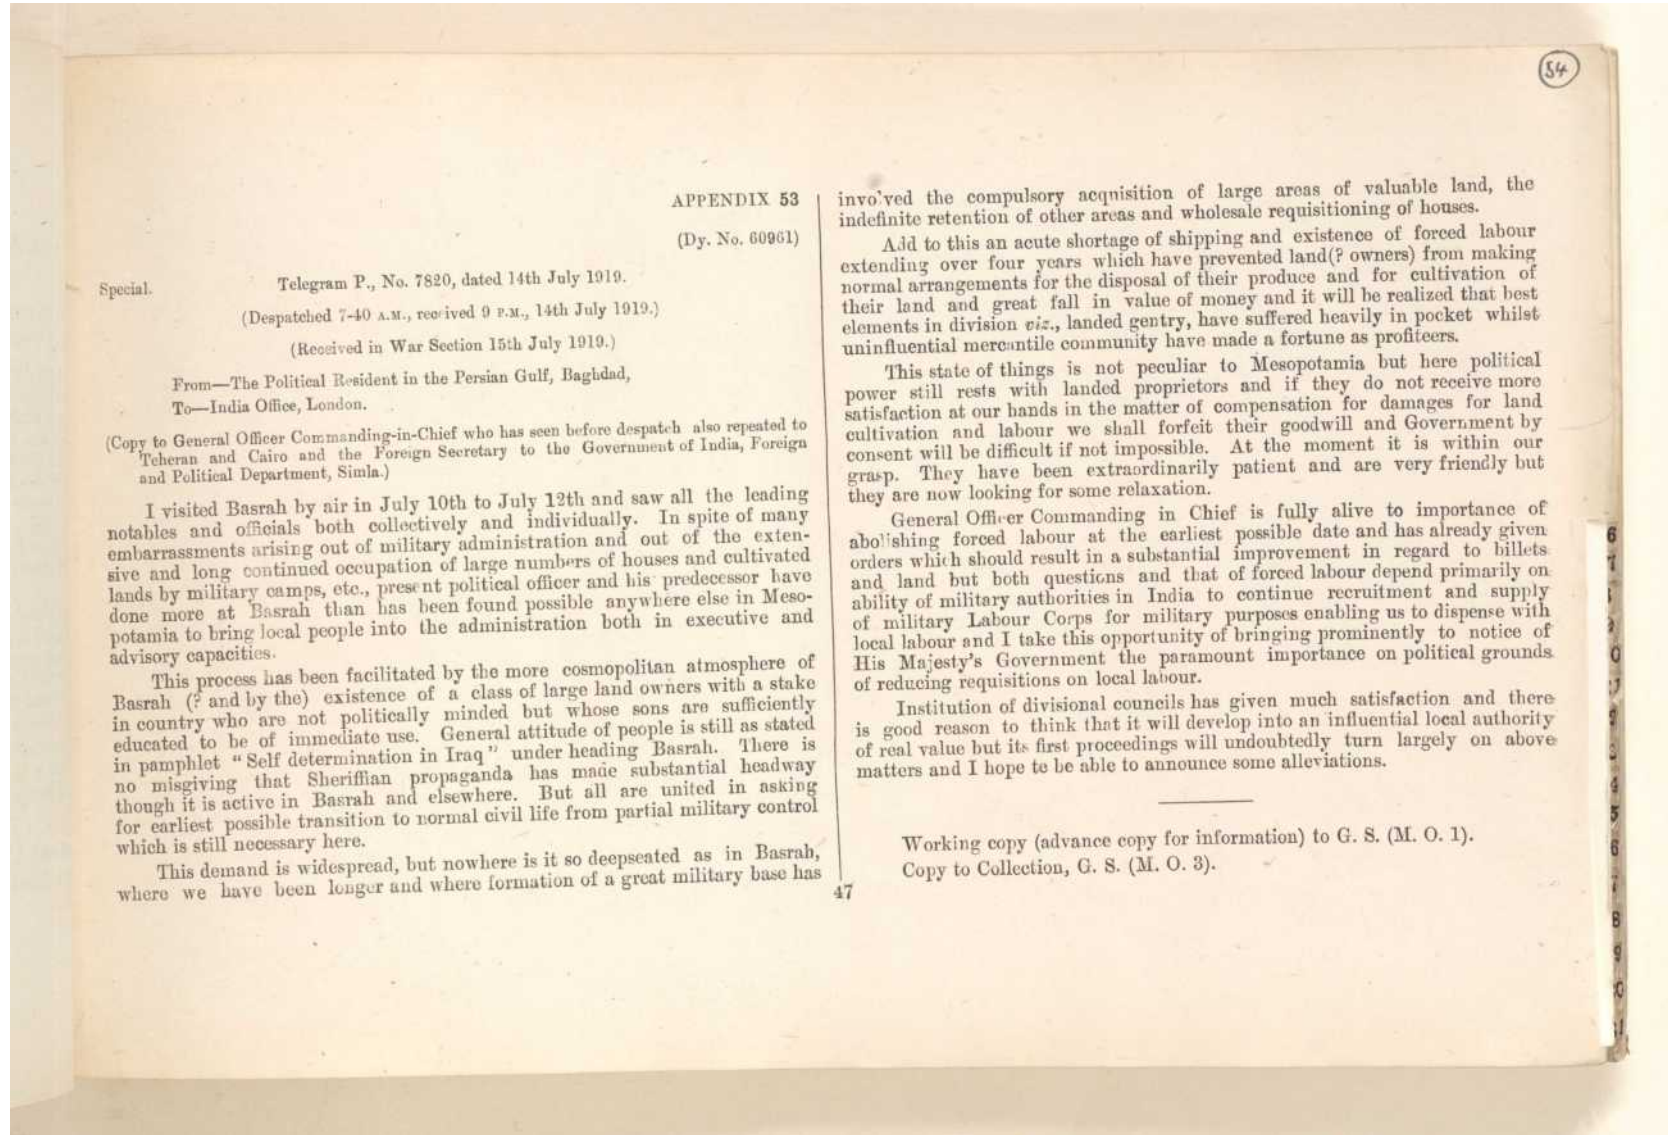 54
APPENDIX 53
(Dy. No. 60961)
Special.
Telegram P., No. 7820, dated 14th July 1919.
(Despatched 7-40 A.M., received 9 P.M., 14th July 1919.)
(Received in War Section 15th July 1919.)
From—The Political Resident in the Persian Gulf, Baghdad,
To—India Office, London.
(Copy to General Officer Commanding-in-Chief who has seen before despatch also repeated to
Teheran and Cairo and the Foreign Secretary to the Government of India, Foreign
and Political Department, Simla.)
I visited Basrah by air in July 10th to July 12th and saw all the leading
notables and officials both collectively and individually. In spite of many
embarrassments arising out of military administration and out of the exten-
sive and long continued occupation of large numbers of houses and cultivated
lands by military camps, etc., present political officer and his predecessor have
done more at Basrah than has been found possible anywhere else in Meso-
potamia to bring local people into the administration both in executive and
advisory capacities.
This process has been facilitated by the more cosmopolitan atmosphere of
Basrah (? and by the) existence of a class of large land owners with a stake
in country who are not politically minded but whose sons are sufficiently
educated to be of immediate use. General attitude of people is still as stated
in pamphlet "Self determination in Iraq" under heading Basrah. There is
no misgiving that Sheriffian propaganda has made substantial headway
though it is active in Basrah and elsewhere. But all are united in asking
for earliest possible transition to normal civil life from partial military control
which is still necessary here.
This demand is widespread, but nowhere is it so deepseated as in Basrah,
where we have been longer and where formation of a great military base has
involved the compulsory acquisition of large areas of valuable land, the
indefinite retention of other areas and wholesale requisitioning of houses.
Add to this an acute shortage of shipping and existence of forced labour
extending over four years which have prevented land(? owners) from making
normal arrangements for the disposal of their produce and for cultivation of
their land and great fall in value of money and it will be realized that best
elements in division viz., landed gentry, have suffered heavily in pocket whilst
uninfluential mercantile community have made a fortune as profiteers.
This state of things is not peculiar to Mesopotamia but here political
power still rests with landed proprietors and if they do not receive more
satisfaction at our hands in the matter of compensation for damages for land
cultivation and labour we shall forfeit their goodwill and Government by
consent will be difficult if not impossible. At the moment it is within our
grasp. They have been extraordinarily patient and are very friendly but
they are now looking for some relaxation.
General Officer Commanding in Chief is fully alive to importance of
abolishing forced labour at the earliest possible date and has already given
orders which should result in a substantial improvement in regard to billets
and land but both questions and that of forced labour depend primarily on
ability of military authorities in India to continue recruitment and supply
of military Labour Corps for military purposes enabling us to dispense with
local labour and I take this opportunity of bringing prominently to notice of
His Majesty's Government the paramount importance on political grounds
of reducing requisitions on local labour.
Institution of divisional councils has given much satisfaction and there
is good reason to think that it will develop into an influential local authority
of real value but its first proceedings will undoubtedly turn largely on above
matters and I hope to be able to announce some alleviations.
Working copy (advance copy for information) to G. S. (M. O. 1).
Copy to Collection, G. S. (M. O. 3).
47